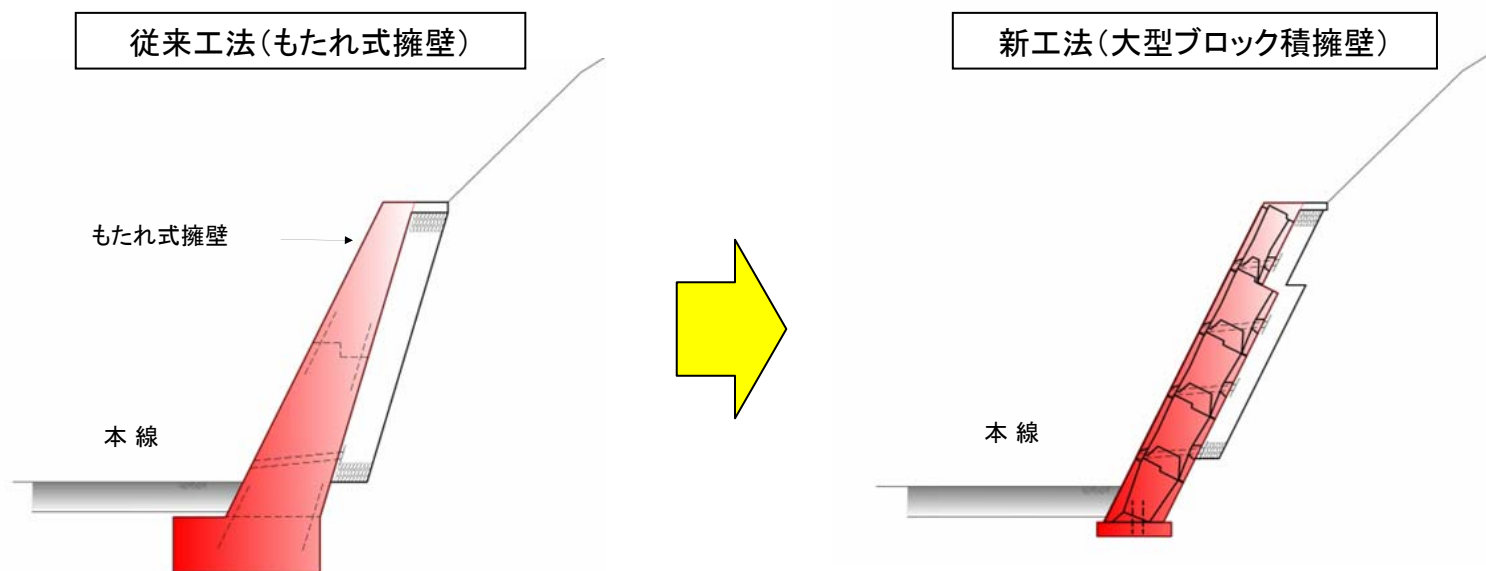 従来工法(もたれ式擁壁)
新工法(大型ブロック積擁壁)
もたれ式擁壁
本 線
本 線